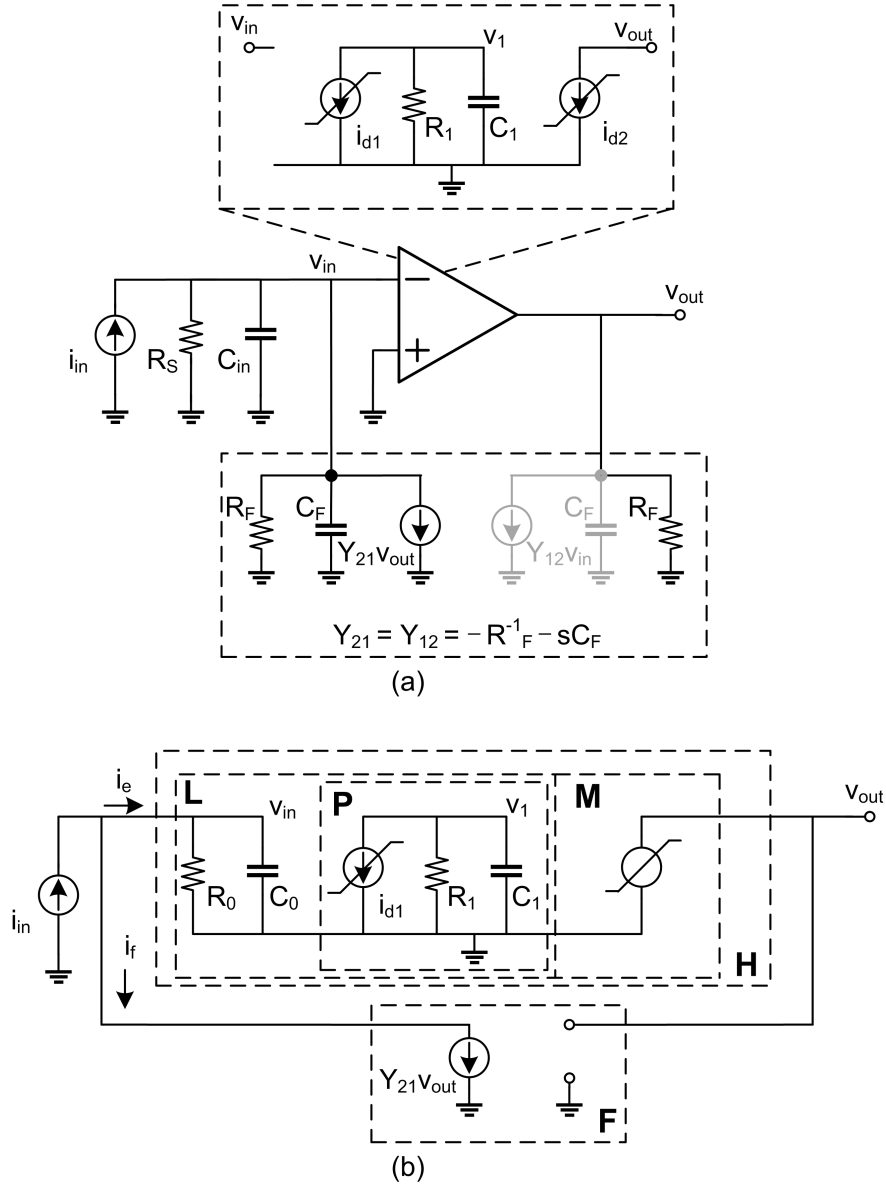 vin
v1
vout
id1
R1
C1
id2
vin
vout
iin
RS
Cin
RF
CF
Y21vout
Y12vin
CF
RF
Y21 = Y12 = – R⁻¹F – sCF
(a)
ie
L
vin
P
v1
M
vout
iin
R0
C0
id1
R1
C1
H
if
Y21vout
F
(b)